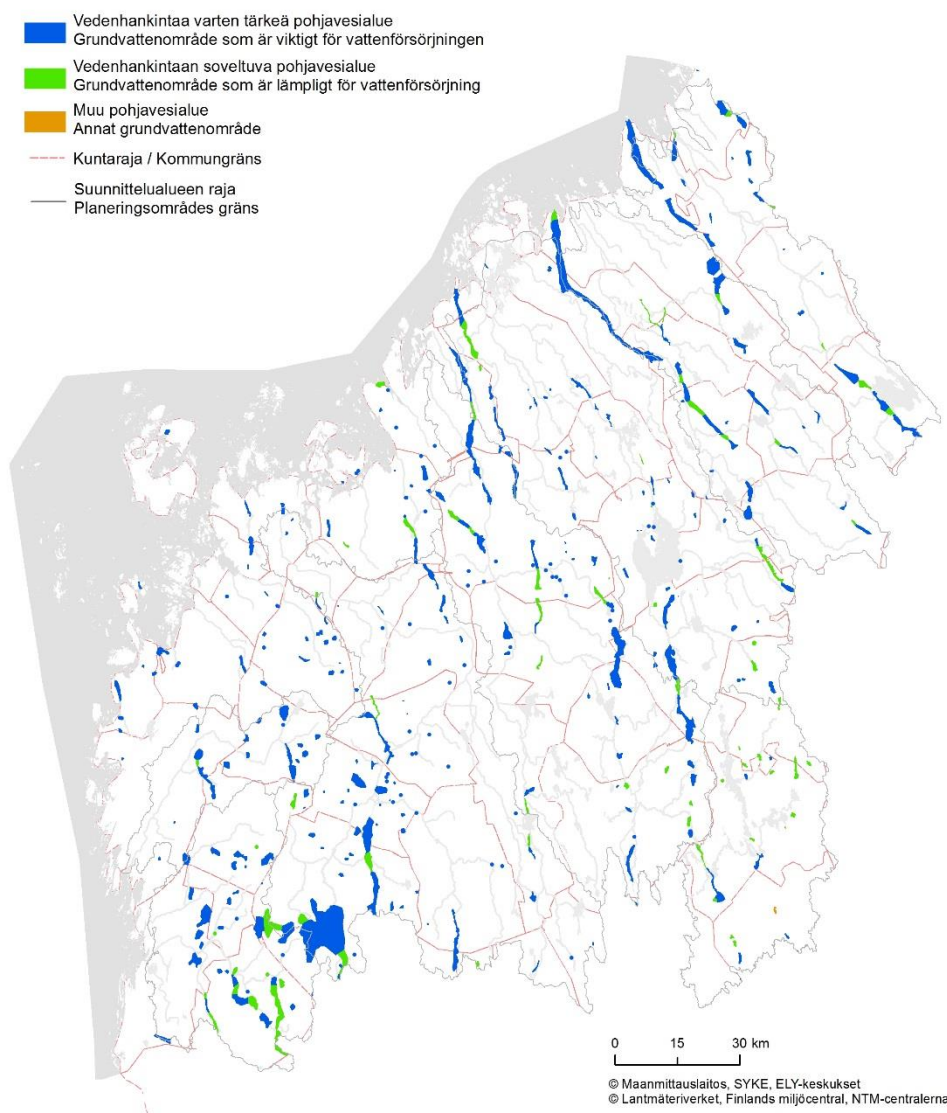 Vedenhankintaa varten tärkeä pohjavesialue
Grundvattenområde som är viktigt för vattenförsörjningen
Vedenhankintaan soveltuva pohjavesialue
Grundvattenområde som är lämpligt för vattenförsörjning
Muu pohjavesialue
Annat grundvattenområde
Kuntaraja / Kommungräns
Suunnittelualueen raja
Planeringsområdes gräns
0 15 30 km
© Maanmittauslaitos, SYKE, ELY-keskukset
© Lantmäteriverket, Finlands miljöcentral, NTM-centralerna